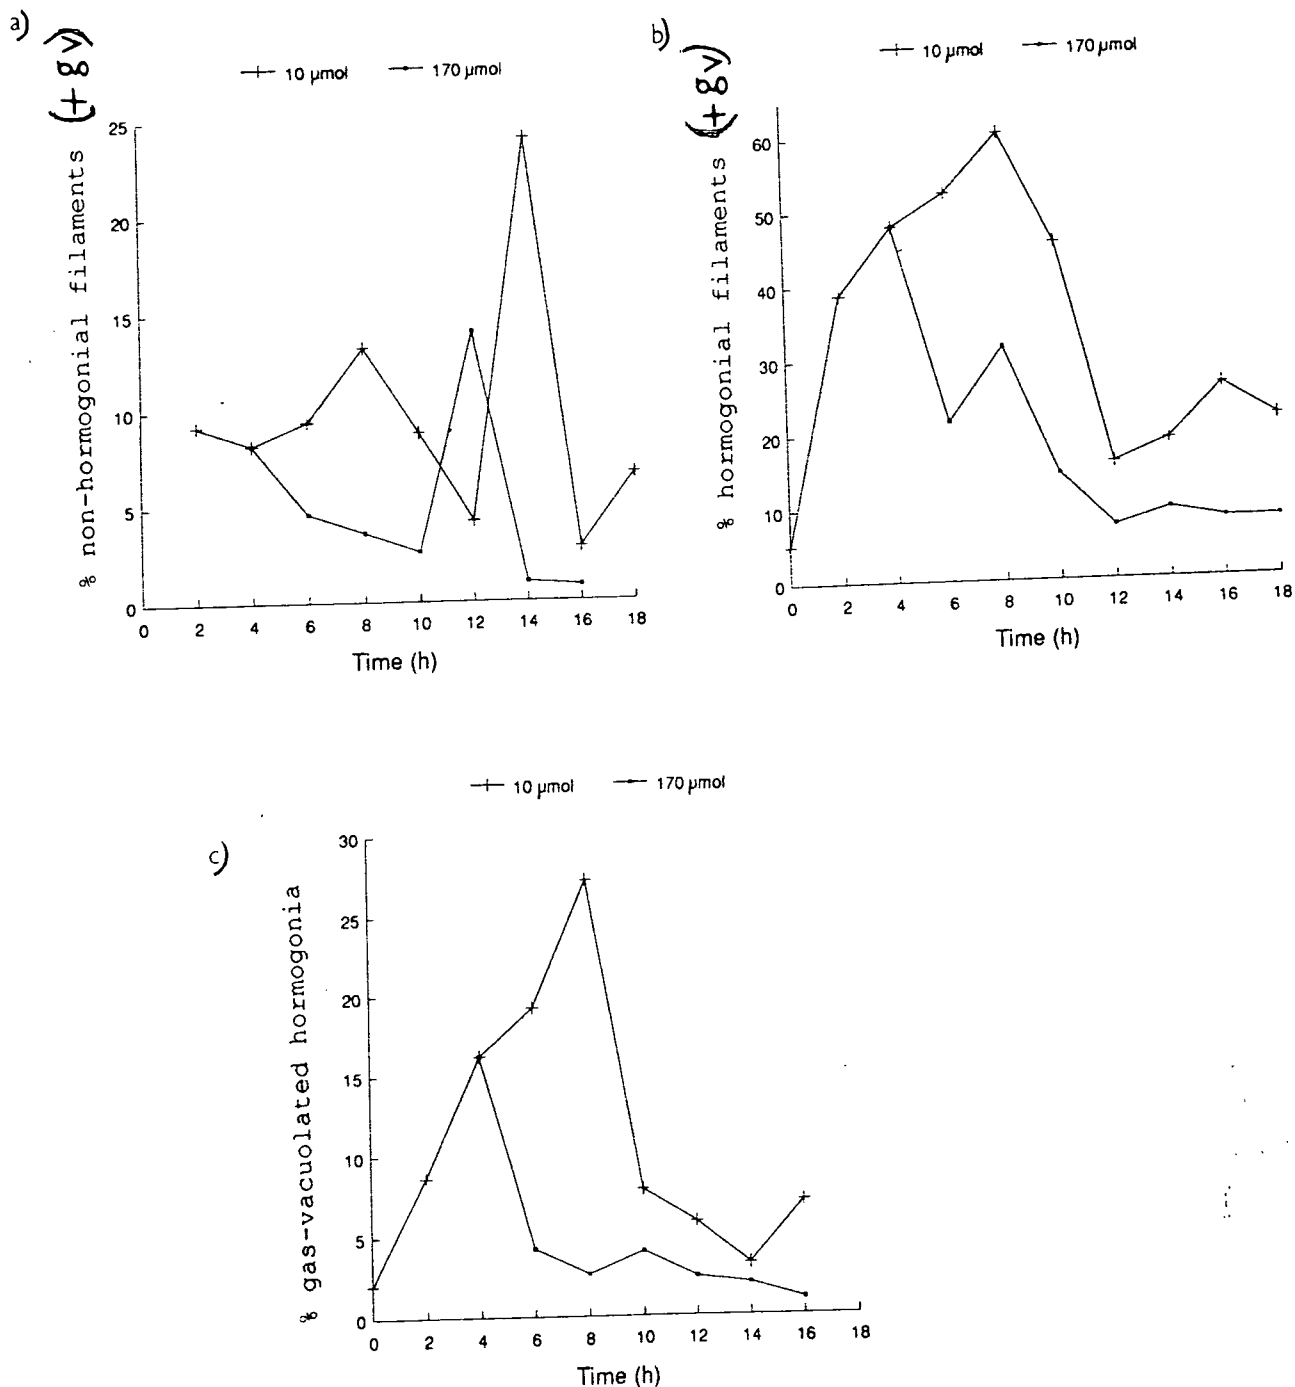 a)
(+gv)
10 µmol 170 µmol
% non-hormogonial filaments
25
20
15
10
5
0
0 2 4 6 8 10 12 14 16 18
Time (h)
b)
(+gv)
10 µmol 170 µmol
% hormogonial filaments
60
50
40
30
20
10
0
0 2 4 6 8 10 12 14 16 18
Time (h)
c)
10 µmol 170 µmol
% gas-vacuolated hormogonia
30
25
20
15
10
5
0
0 2 4 6 8 10 12 14 16 18
Time (h)